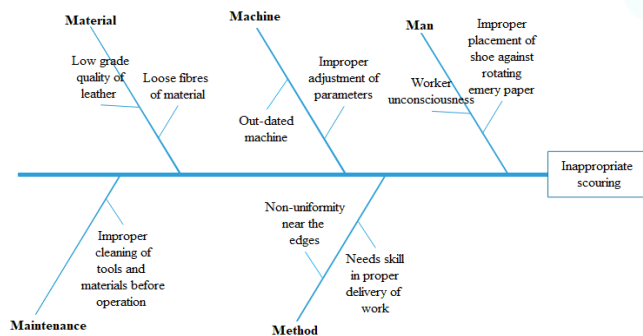 Material
Low grade
quality of
leather
Loose fibres
of material
Machine
Improper
adjustment of
parameters
Out-dated
machine
Man
Improper
placement of
shoe against
rotating
emery paper
Worker
unconsciousness
Inappropriate
scouring
Improper
cleaning of
tools and
materials before
operation
Maintenance
Non-uniformity
near the
edges
Needs skill
in proper
delivery of
work
Method